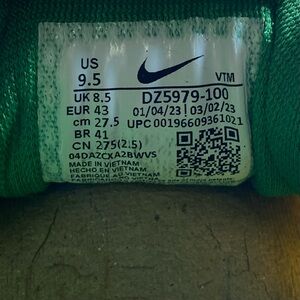 US
9.5
VTM
UK 8.5 DZ5979-100
EUR 43 01/04/23 | 03/02/23
cm 27.5 UPC 00196609361021
BR 41
CN 275(2.5)
04DAZCXA2BWVS
MADE IN VIETNAM
HECHO EN VIETNAM
FABRIQUÉ AU VIETNAM